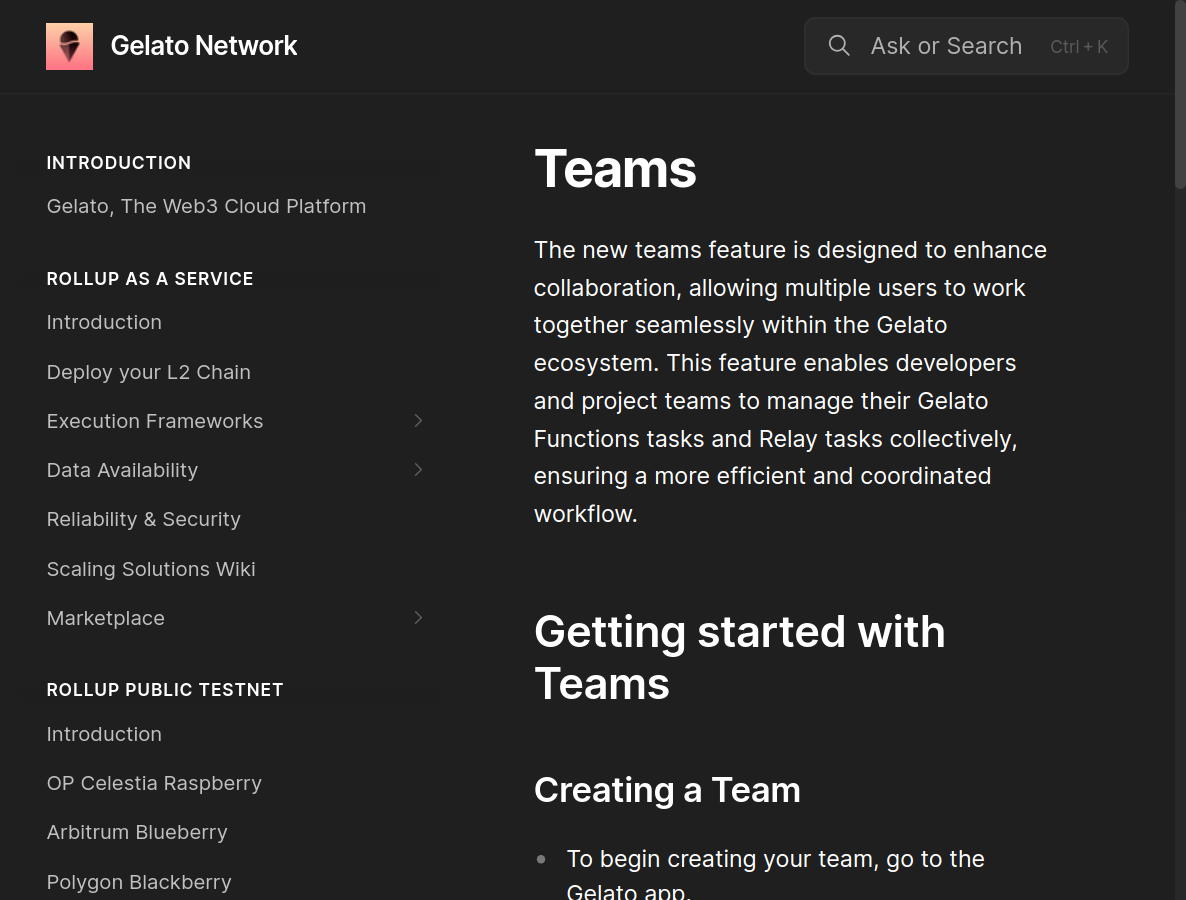 Gelato Network
Ask or Search Ctrl + K
INTRODUCTION
Gelato, The Web3 Cloud Platform
ROLLUP AS A SERVICE
Introduction
Deploy your L2 Chain
Execution Frameworks
Data Availability
Reliability & Security
Scaling Solutions Wiki
Marketplace
ROLLUP PUBLIC TESTNET
Introduction
OP Celestia Raspberry
Arbitrum Blueberry
Polygon Blackberry
Teams
The new teams feature is designed to enhance
collaboration, allowing multiple users to work
together seamlessly within the Gelato
ecosystem. This feature enables developers
and project teams to manage their Gelato
Functions tasks and Relay tasks collectively,
ensuring a more efficient and coordinated
workflow.
Getting started with
Teams
Creating a Team
To begin creating your team, go to the
Gelato app.